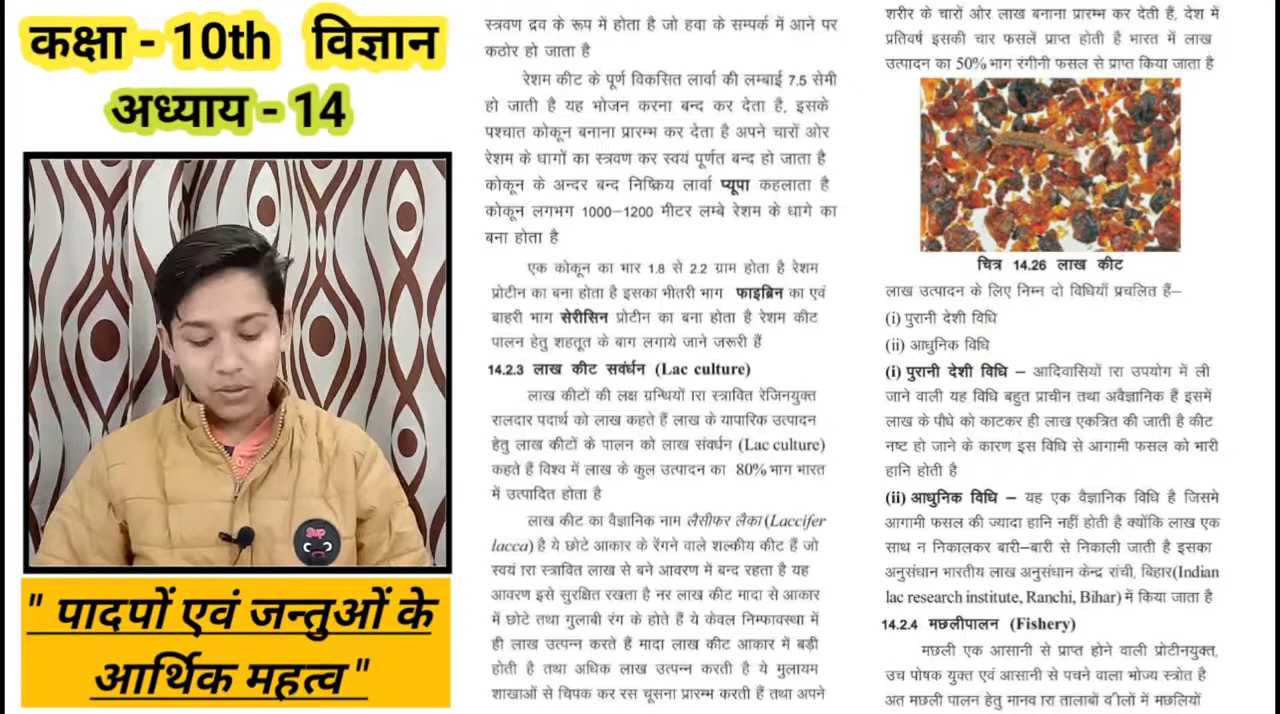 कक्षा - 10th विज्ञान
अध्याय - 14
Sup
" पादपों एवं जन्तुओं के
आर्थिक महत्व"
स्त्रवण द्रव के रूप में होता है जो हवा के सम्पर्क में आने पर
कठोर हो जाता है
रेशम कीट के पूर्ण विकसित लार्वा की लम्बाई 7.5 सेमी
हो जाती है यह भोजन करना बन्द कर देता है, इसके
पश्चात कोकून बनाना प्रारम्भ कर देता है अपने चारों ओर
रेशम के धागों का स्त्रवण कर स्वयं पूर्णत बन्द हो जाता है
कोकून के अन्दर बन्द निष्क्रिय लार्वा प्यूपा कहलाता है
कोकून लगभग 1000–1200 मीटर लम्बे रेशम के धागे का
बना होता है
एक कोकून का भार 1.8 से 2.2 ग्राम होता है रेशम
प्रोटीन का बना होता है इसका भीतरी भाग फाइब्रिन का एवं
बाहरी भाग सेरीसिन प्रोटीन का बना होता है रेशम कीट
पालन हेतु शहतूत के बाग लगाये जाने जरूरी हैं
14.2.3 लाख कीट सवंर्धन (Lac culture)
लाख कीटों की लक्ष ग्रन्थियों ारा स्त्रावित रेजिनयुक्त
रालदार पदार्थ को लाख कहते हैं लाख के यापारिक उत्पादन
हेतु लाख कीटों के पालन को लाख संवर्धन (Lac culture)
कहते हैं विश्व में लाख के कुल उत्पादन का 80% भाग भारत
में उत्पादित होता है
लाख कीट का वैज्ञानिक नाम लैसीफर लैका (Laccifer
lacca) है ये छोटे आकार के रेंगने वाले शल्कीय कीट हैं जो
स्वयं ारा स्त्रावित लाख से बने आवरण में बन्द रहता है यह
आवरण इसे सुरक्षित रखता है नर लाख कीट मादा से आकार
में छोटे तथा गुलाबी रंग के होते हैं ये केवल निम्फावस्था में
ही लाख उत्पन्न करते हैं मादा लाख कीट आकार में बड़ी
होती है तथा अधिक लाख उत्पन्न करती है ये मुलायम
शाखाओं से चिपक कर रस चूसना प्रारम्भ करती हैं तथा अपने
शरीर के चारों ओर लाख बनाना प्रारम्भ कर देती हैं, देश में
प्रतिवर्ष इसकी चार फसलें प्राप्त होती है भारत में लाख
उत्पादन का 50% भाग रंगीनी फसल से प्राप्त किया जाता है
चित्र 14.26 लाख कीट
लाख उत्पादन के लिए निम्न दो विधियाँ प्रचलित हैं–
(i) पुरानी देशी विधि
(ii) आधुनिक विधि
(i) पुरानी देशी विधि – आदिवासियों ारा उपयोग में ली
जाने वाली यह विधि बहुत प्राचीन तथा अवैज्ञानिक हैं इसमें
लाख के पौधे को काटकर ही लाख एकत्रित की जाती है कीट
नष्ट हो जाने के कारण इस विधि से आगामी फसल को भारी
हानि होती है
(ii) आधुनिक विधि – यह एक वैज्ञानिक विधि है जिसमे
आगामी फसल की ज्यादा हानि नहीं होती है क्योंकि लाख एक
साथ न निकालकर बारी–बारी से निकाली जाती है इसका
अनुसंधान भारतीय लाख अनुसंधान केन्द्र रांची, बिहार(Indian
lac research institute, Ranchi, Bihar) में किया जाता है
14.2.4 मछलीपालन (Fishery)
मछली एक आसानी से प्राप्त होने वाली प्रोटीनयुक्त,
उच पोषक युक्त एवं आसानी से पचने वाला भोज्य स्त्रोत है
अत मछली पालन हेतु मानव ारा तालाबों व ीलों में मछलियों